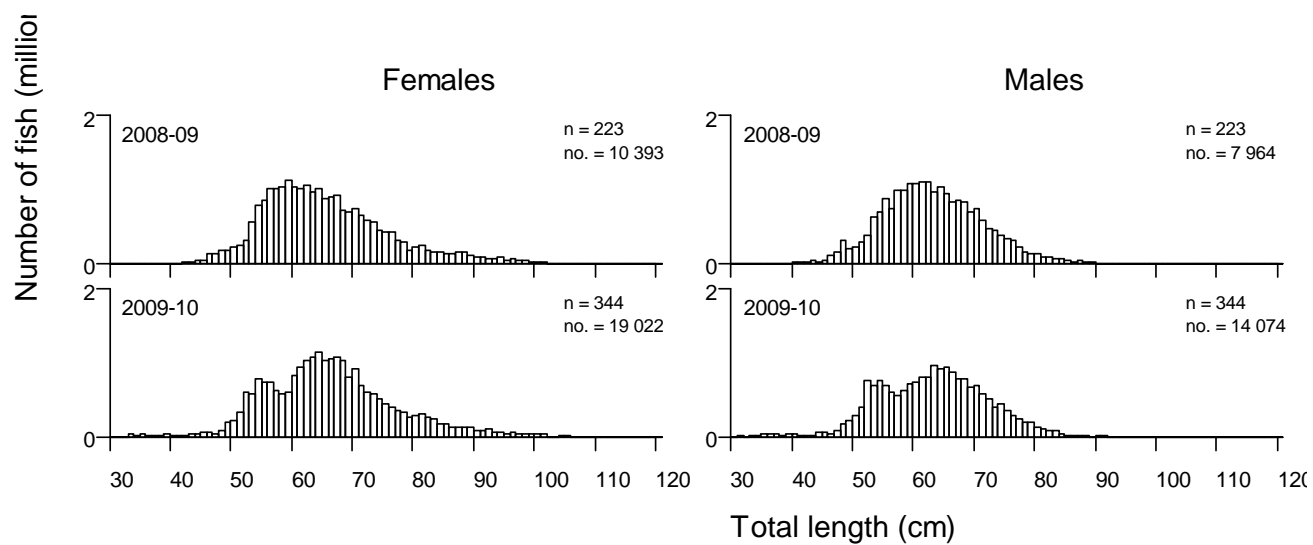 Number of fish
Females
Males
2
2008-09
n = 223
no. = 10 393
0
2
2008-09
n = 223
no. = 7 964
0
2
2009-10
n = 344
no. = 19 022
0
2
2009-10
n = 344
no. = 14 074
0
30 40 50 60 70 80 90 100 110 120
30 40 50 60 70 80 90 100 110 120
Total length (cm)